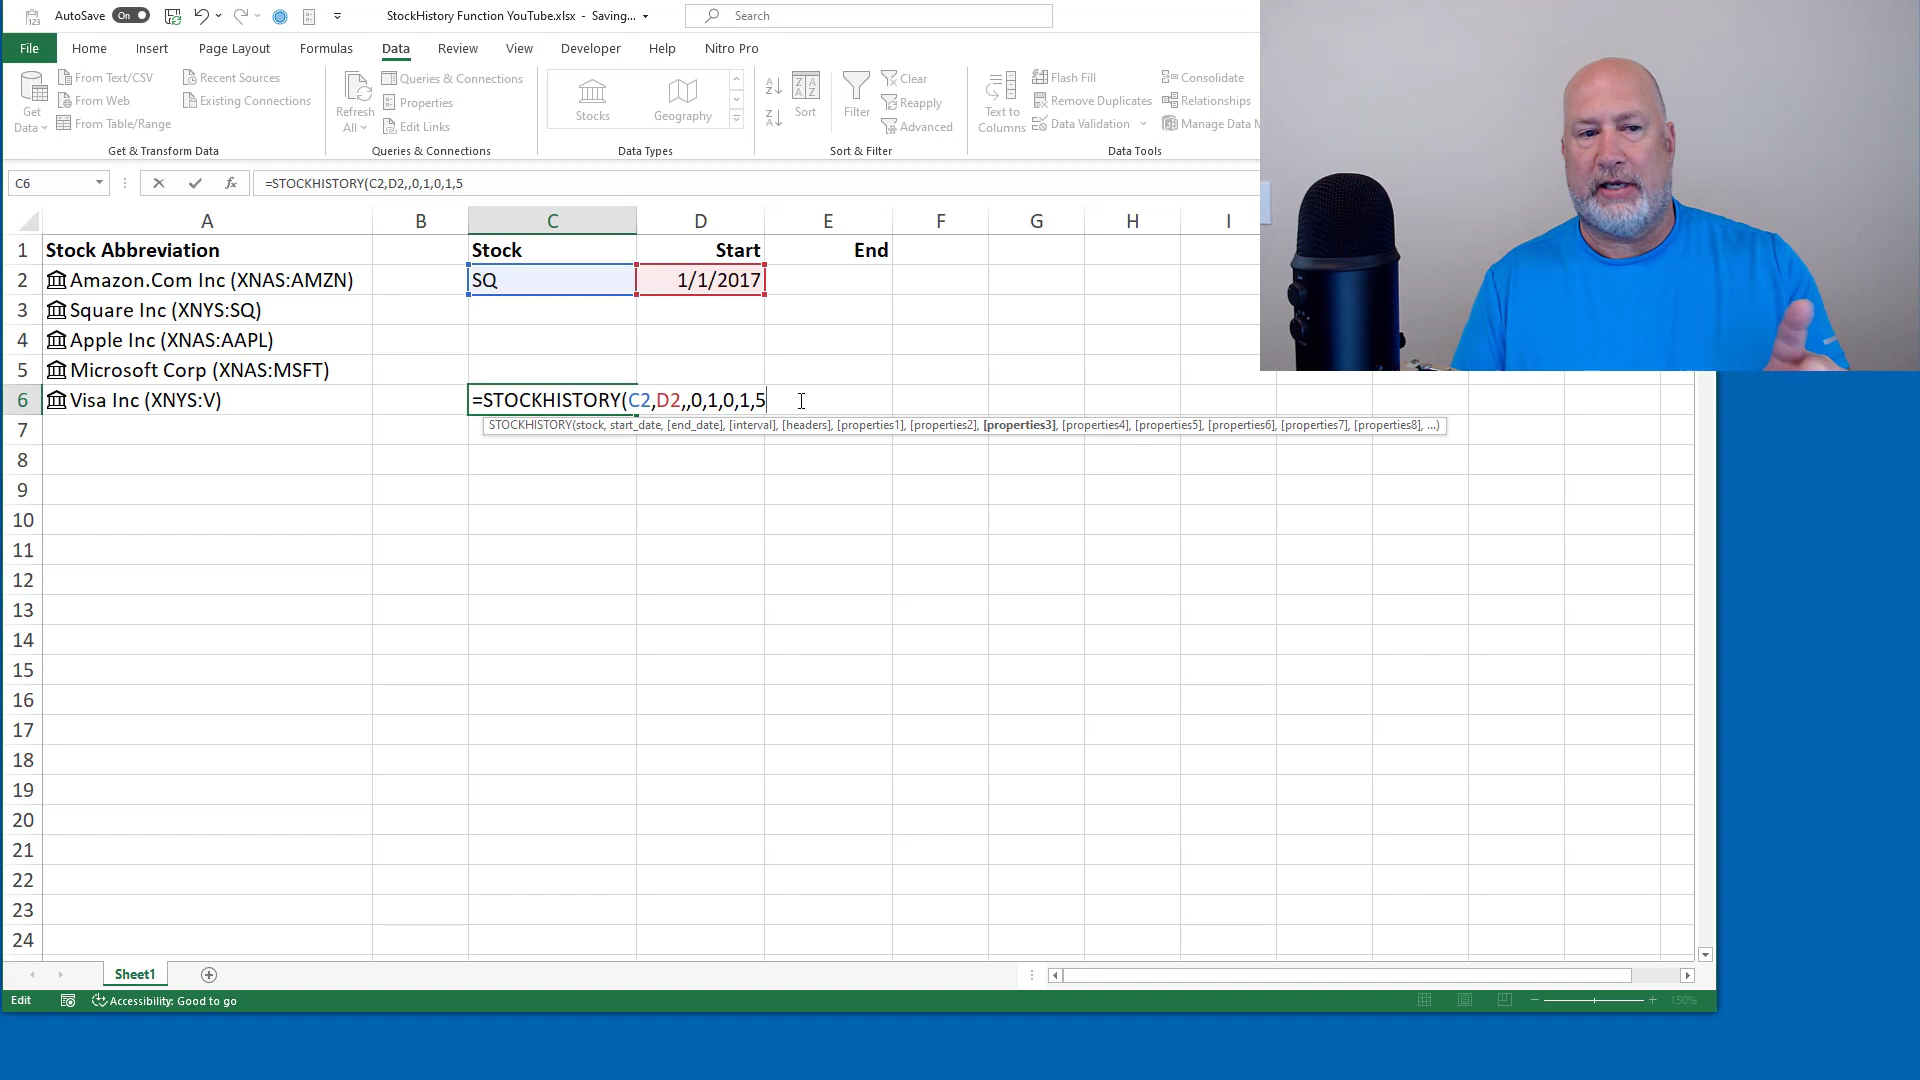 AutoSave On StockHistory Function YouTube.xlsx - Saving... Search
File Home Insert Page Layout Formulas Data Review View Developer Help Nitro Pro
Get Data
From Text/CSV
From Web
From Table/Range
Recent Sources
Existing Connections
Get & Transform Data
Refresh All
Queries & Connections
Properties
Edit Links
Queries & Connections
Stocks
Geography
Data Types
Sort
Filter
Clear
Reapply
Advanced
Sort & Filter
Text to Columns
Flash Fill
Remove Duplicates
Data Validation
Consolidate
Relationships
Manage Data M
Data Tools
C6 fx =STOCKHISTORY(C2,D2,,0,1,0,1,5
A B C D E F G H I
1 Stock Abbreviation Stock Start End
2 Amazon.Com Inc (XNAS:AMZN) SQ 1/1/2017
3 Square Inc (XNYS:SQ)
4 Apple Inc (XNAS:AAPL)
5 Microsoft Corp (XNAS:MSFT)
6 Visa Inc (XNYS:V) =STOCKHISTORY(C2,D2,,0,1,0,1,5
STOCKHISTORY(stock, start_date, [end_date], [interval], [headers], [properties1], [properties2], [properties3], [properties4], [properties5], [properties6], [properties7], [properties8], ...)
7
8
9
10
11
12
13
14
15
16
17
18
19
20
21
22
23
24
Sheet1
Edit Accessibility: Good to go 150%